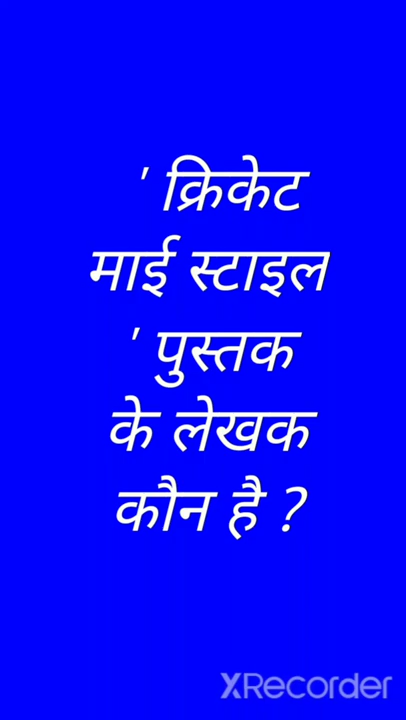 ' क्रिकेट
माई स्टाइल
' पुस्तक
के लेखक
कौन है ?
XRecorder